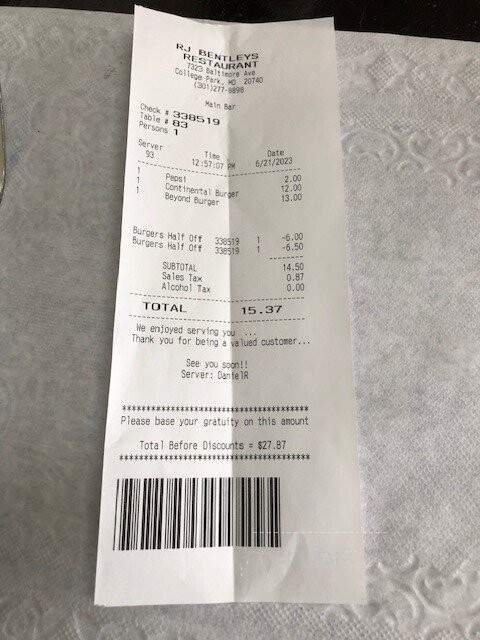 RJ BENTLEYS
RESTAURANT
7323 Baltimore Ave
College Park, MD 20740
(301)277-8898
Main Bar
Check # 338519
Table # 83
Persons 1
Server Time Date
93 12:57:07 PM 6/21/2023
1 Pepsi 2.00
1 Continental Burger 12.00
1 Beyond Burger 13.00
Burgers Half Off 338519 1 -6.00
Burgers Half Off 338519 1 -6.50
SUBTOTAL 14.50
Sales Tax 0.87
Alcohol Tax 0.00
TOTAL 15.37
We enjoyed serving you ...
Thank you for being a valued customer...
See you soon!!
Server: DanielR
Please base your gratuity on this amount
Total Before Discounts = $27.87